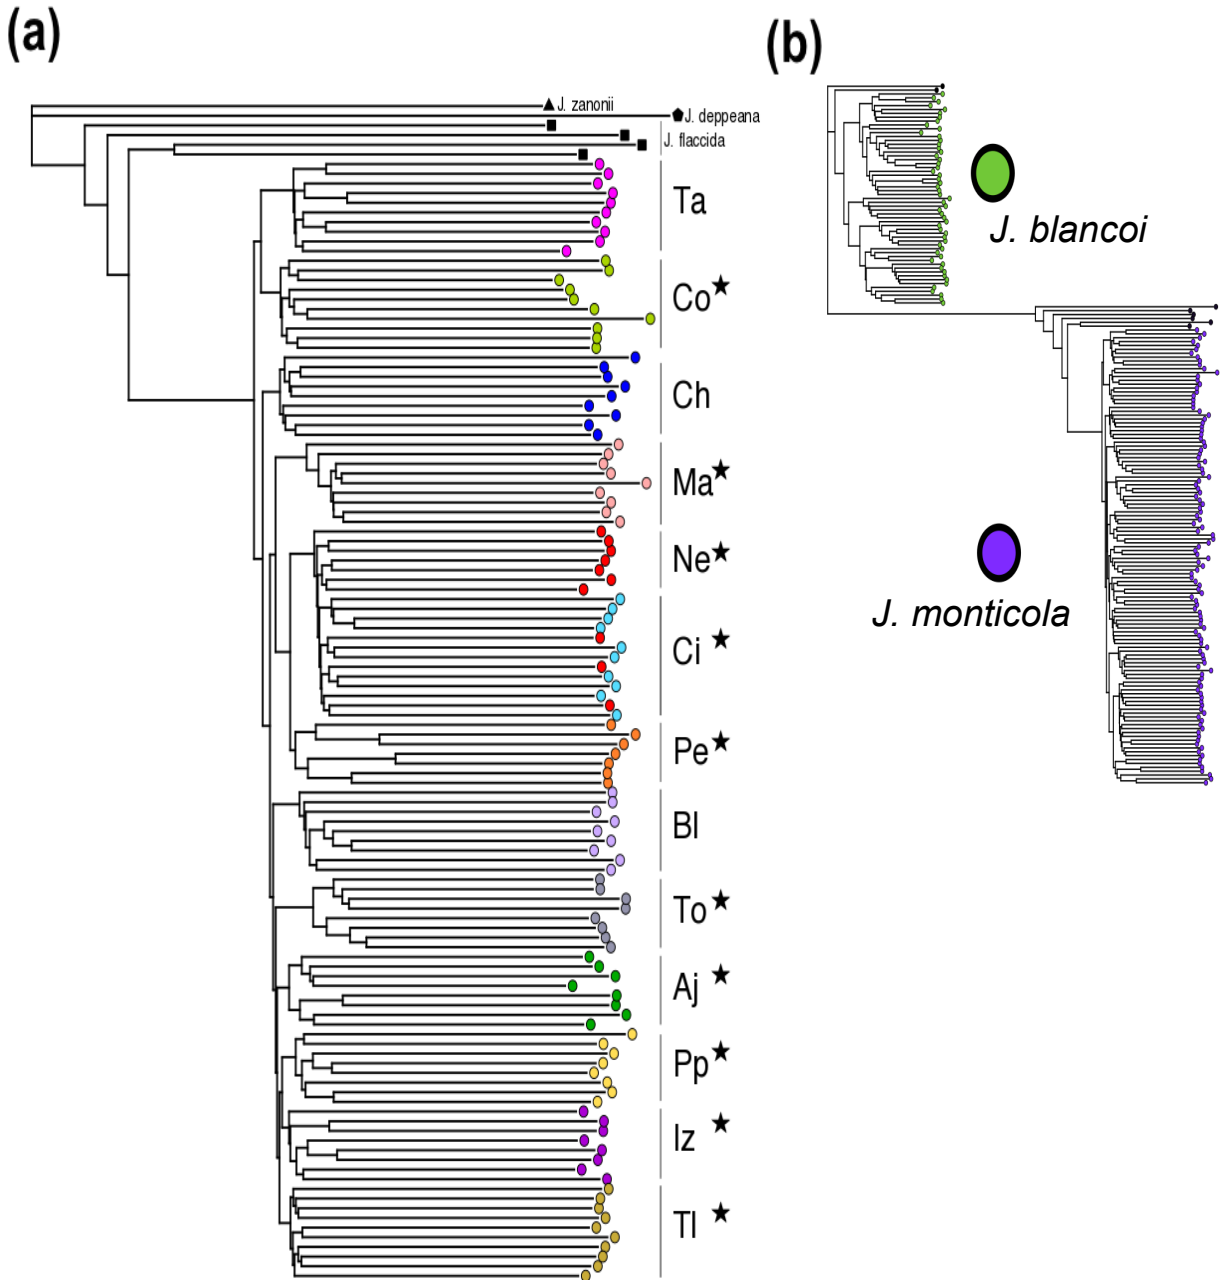 (a)
(b)
J. zanonii
J. deppeana
J. flaccida
Ta
Co★
Ch
Ma★
Ne★
Ci★
Pe★
Bl
To★
Aj★
Pp★
Iz★
Tl★
J. blancoi
J. monticola